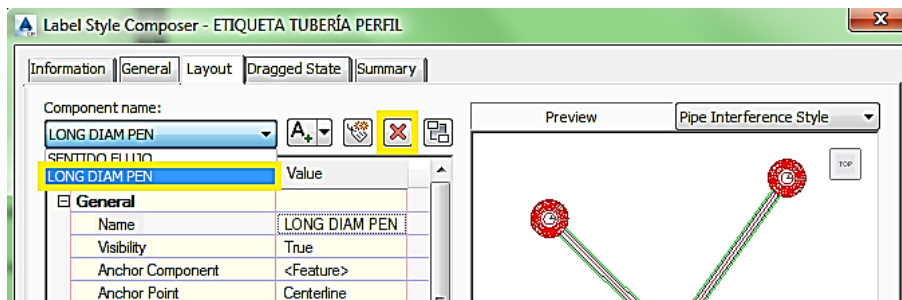 Label Style Composer - ETIQUETA TUBERÍA PERFIL
Information General Layout Dragged State Summary
Component name:
LONG DIAM PEN
Preview
Pipe Interference Style
SENTIDO FLUJO
LONG DIAM PEN
Value
TOP
General
Name LONG DIAM PEN
Visibility True
Anchor Component <Feature>
Anchor Point Centerline